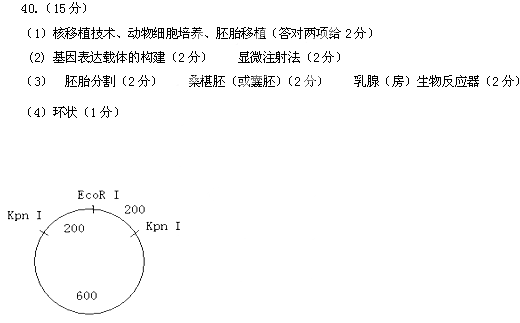 40.（15分）
（1）核移植技术、动物细胞培养、胚胎移植（答对两项给2分）
（2）基因表达载体的构建（2分） 显微注射法（2分）
（3） 胚胎分割（2分） 桑椹胚（或囊胚）（2分） 乳腺（房）生物反应器（2分）
（4）环状（1分）
EcoR I
200
Kpn I
200
Kpn I
600